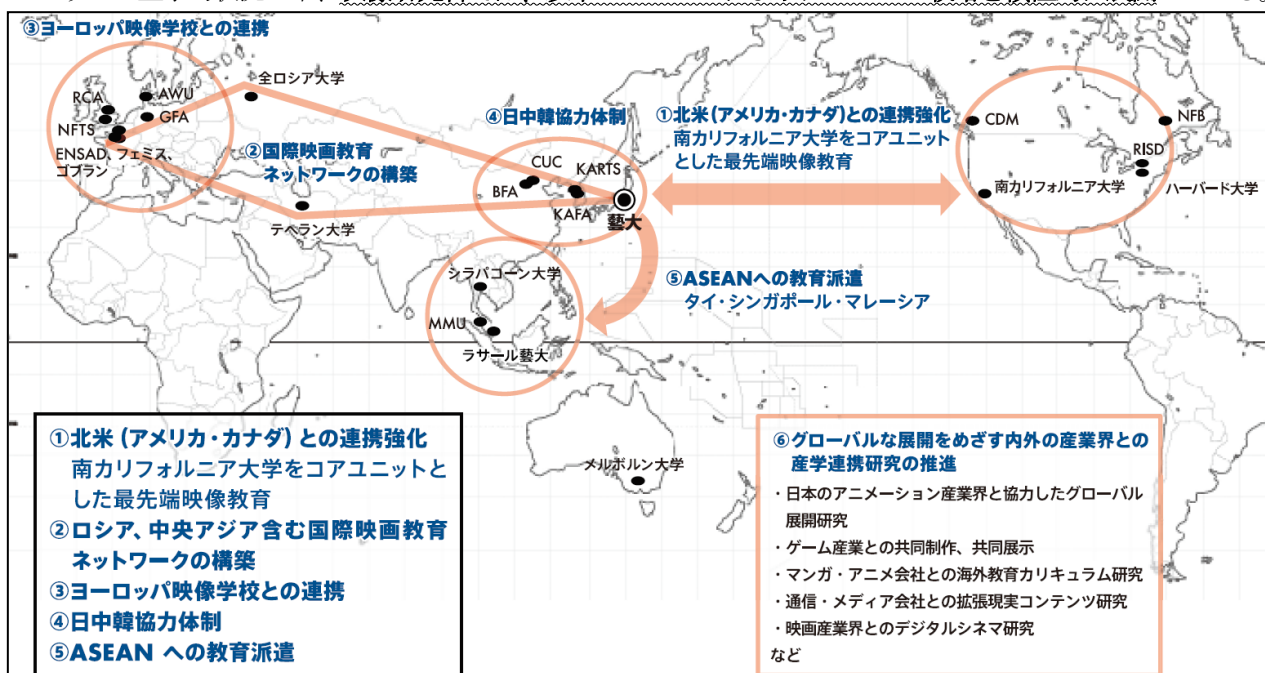 ③ヨーロッパ映像学校との連携
全ロシア大学
RCA
AWU
GFA
NFTS
ENSAD、フェミス、
ゴブラン
②国際映画教育
ネットワークの構築
テヘラン大学
④日中韓協力体制
CUC
KARTS
BFA
KAFA
藝大
①北米(アメリカ・カナダ)との連携強化
南カリフォルニア大学をコアユニット
とした最先端映像教育
CDM
NFB
RISD
南カリフォルニア大学
ハーバード大学
シラパコーン大学
MMU
ラサール藝大
⑤ASEANへの教育派遣
タイ・シンガポール・マレーシア
メルボルン大学
①北米(アメリカ・カナダ)との連携強化
南カリフォルニア大学をコアユニットと
した最先端映像教育
②ロシア、中央アジア含む国際映画教育
ネットワークの構築
③ヨーロッパ映像学校との連携
④日中韓協力体制
⑤ASEAN への教育派遣
⑥グローバルな展開をめざす内外の産業界との
産学連携研究の推進
・日本のアニメーション産業界と協力したグローバル
展開研究
・ゲーム産業との共同制作、共同展示
・マンガ・アニメ会社との海外教育カリキュラム研究
・通信・メディア会社との拡張現実コンテンツ研究
・映画産業界とのデジタルシネマ研究
など